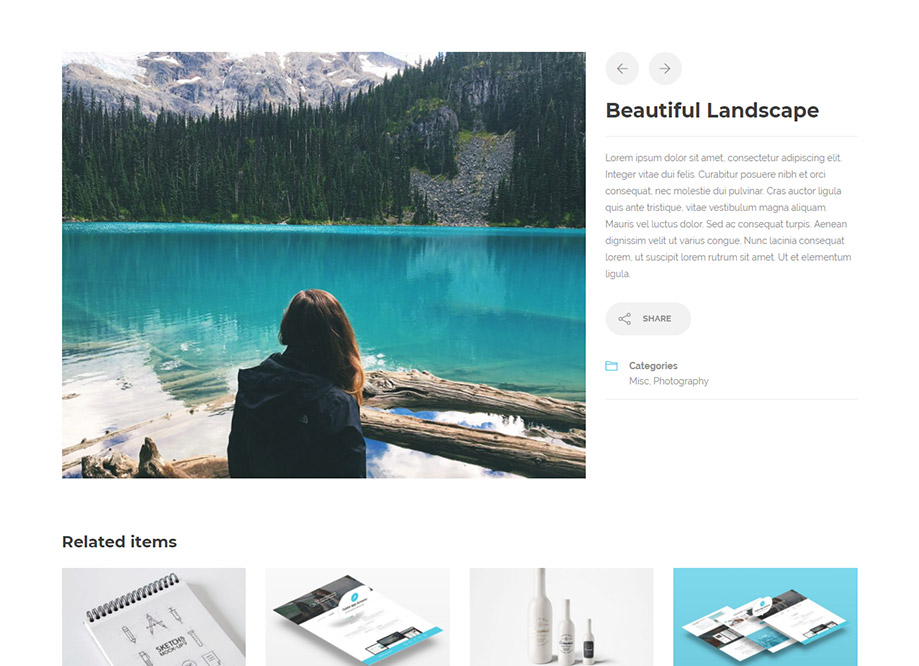 Beautiful Landscape
Lorem ipsum dolor sit amet, consectetur adipiscing elit.
Integer vitae dui felis. Curabitur posuere nibh et orci
consequat, nec molestie dui pulvinar. Cras auctor ligula
quis ante tristique, vitae vestibulum magna aliquam.
Mauris vel luctus dolor. Sed ac consequat turpis. Aenean
dignissim velit ut varius congue. Nunc lacinia consequat
lorem, ut suscipit lorem rutrum sit amet. Ut et elementum
ligula.
SHARE
Categories
Misc, Photography
Related items
SKETCH
MOCK-UPS